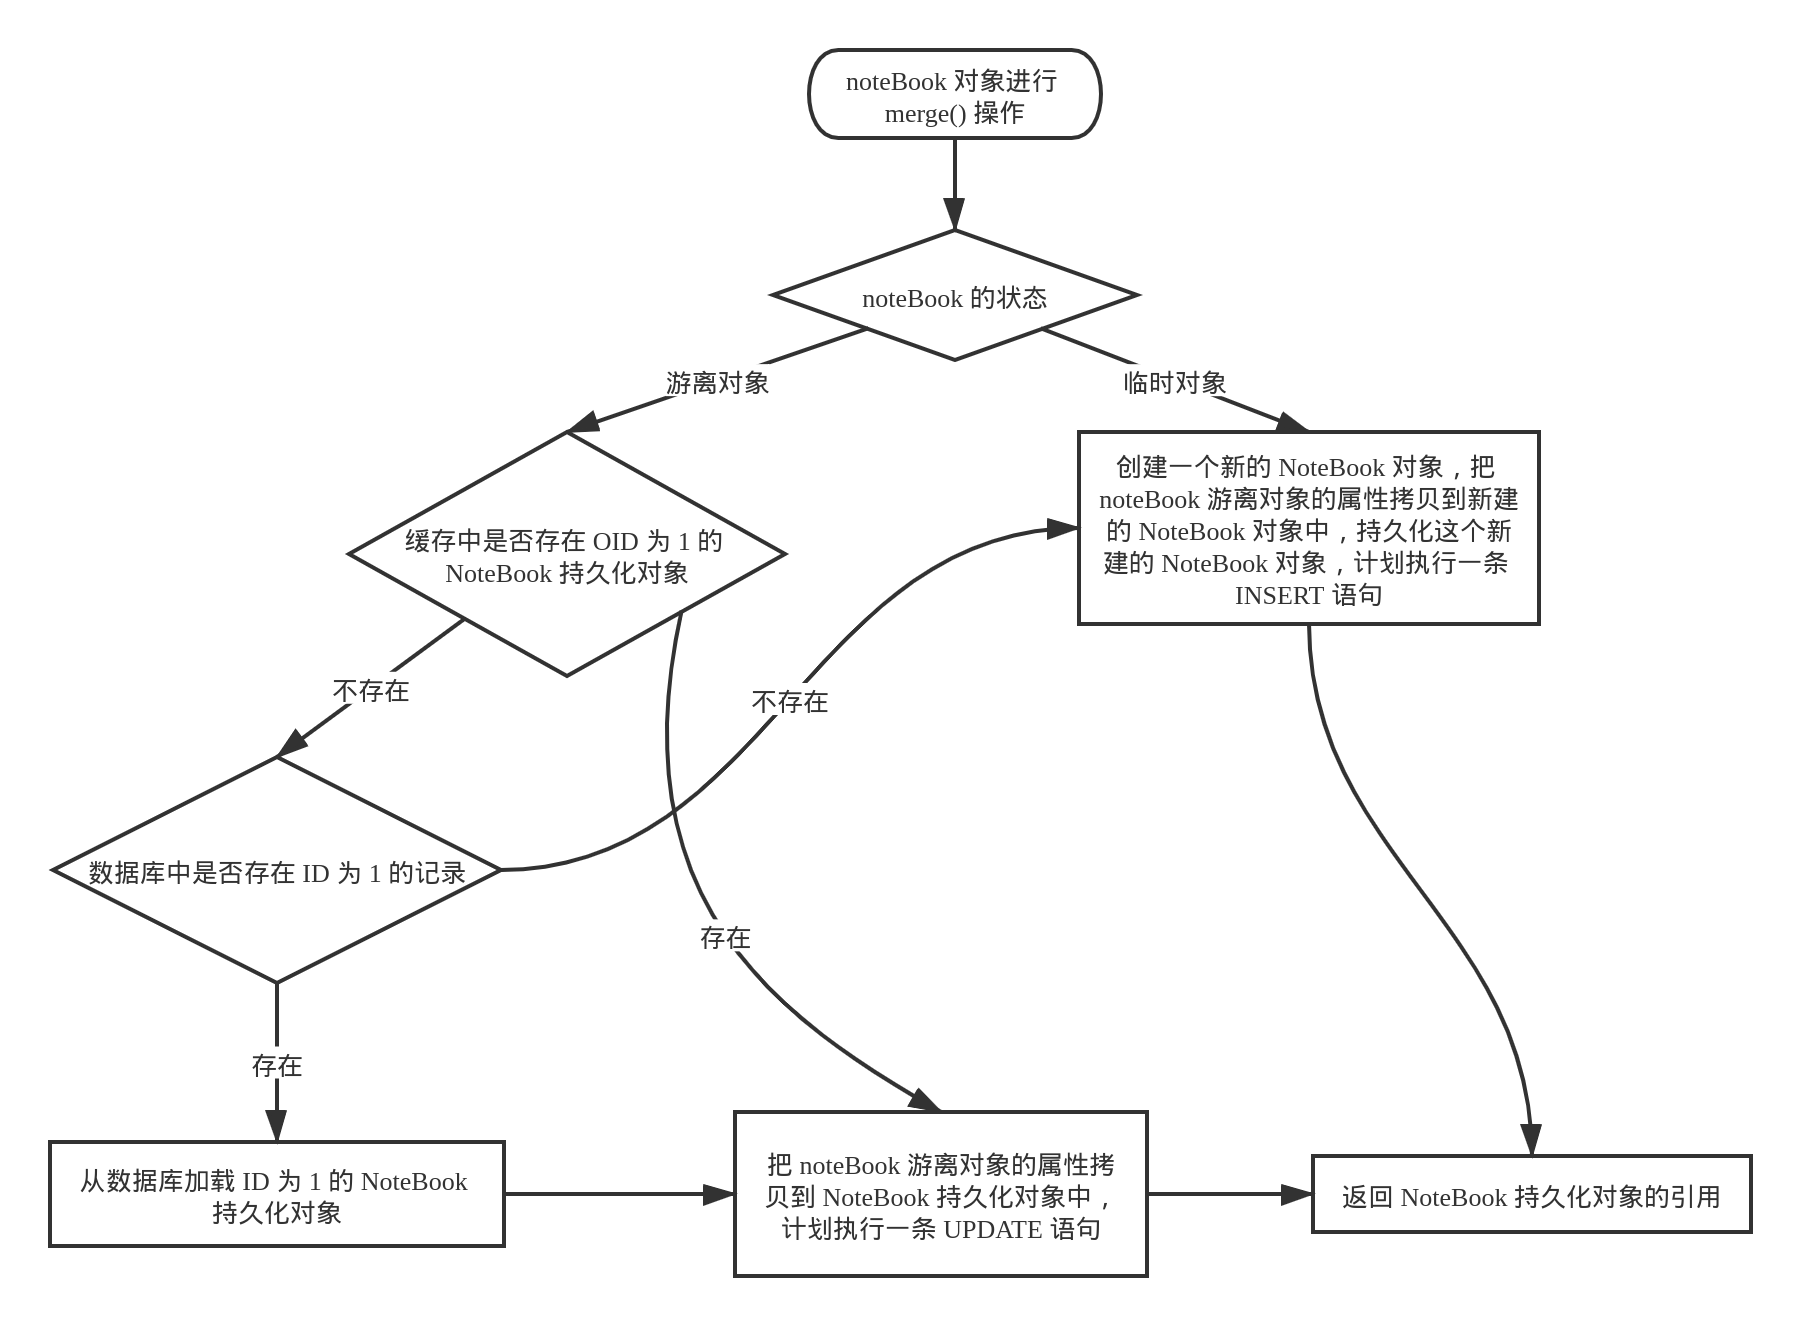 noteBook 对象进行
merge() 操作
noteBook 的状态
游离对象
临时对象
创建一个新的 NoteBook 对象，把
noteBook 游离对象的属性拷贝到新建
的 NoteBook 对象中，持久化这个新
建的 NoteBook 对象，计划执行一条
INSERT 语句
缓存中是否存在 OID 为 1 的
NoteBook 持久化对象
不存在
不存在
数据库中是否存在 ID 为 1 的记录
存在
存在
从数据库加载 ID 为 1 的 NoteBook
持久化对象
把 noteBook 游离对象的属性拷
贝到 NoteBook 持久化对象中，
计划执行一条 UPDATE 语句
返回 NoteBook 持久化对象的引用